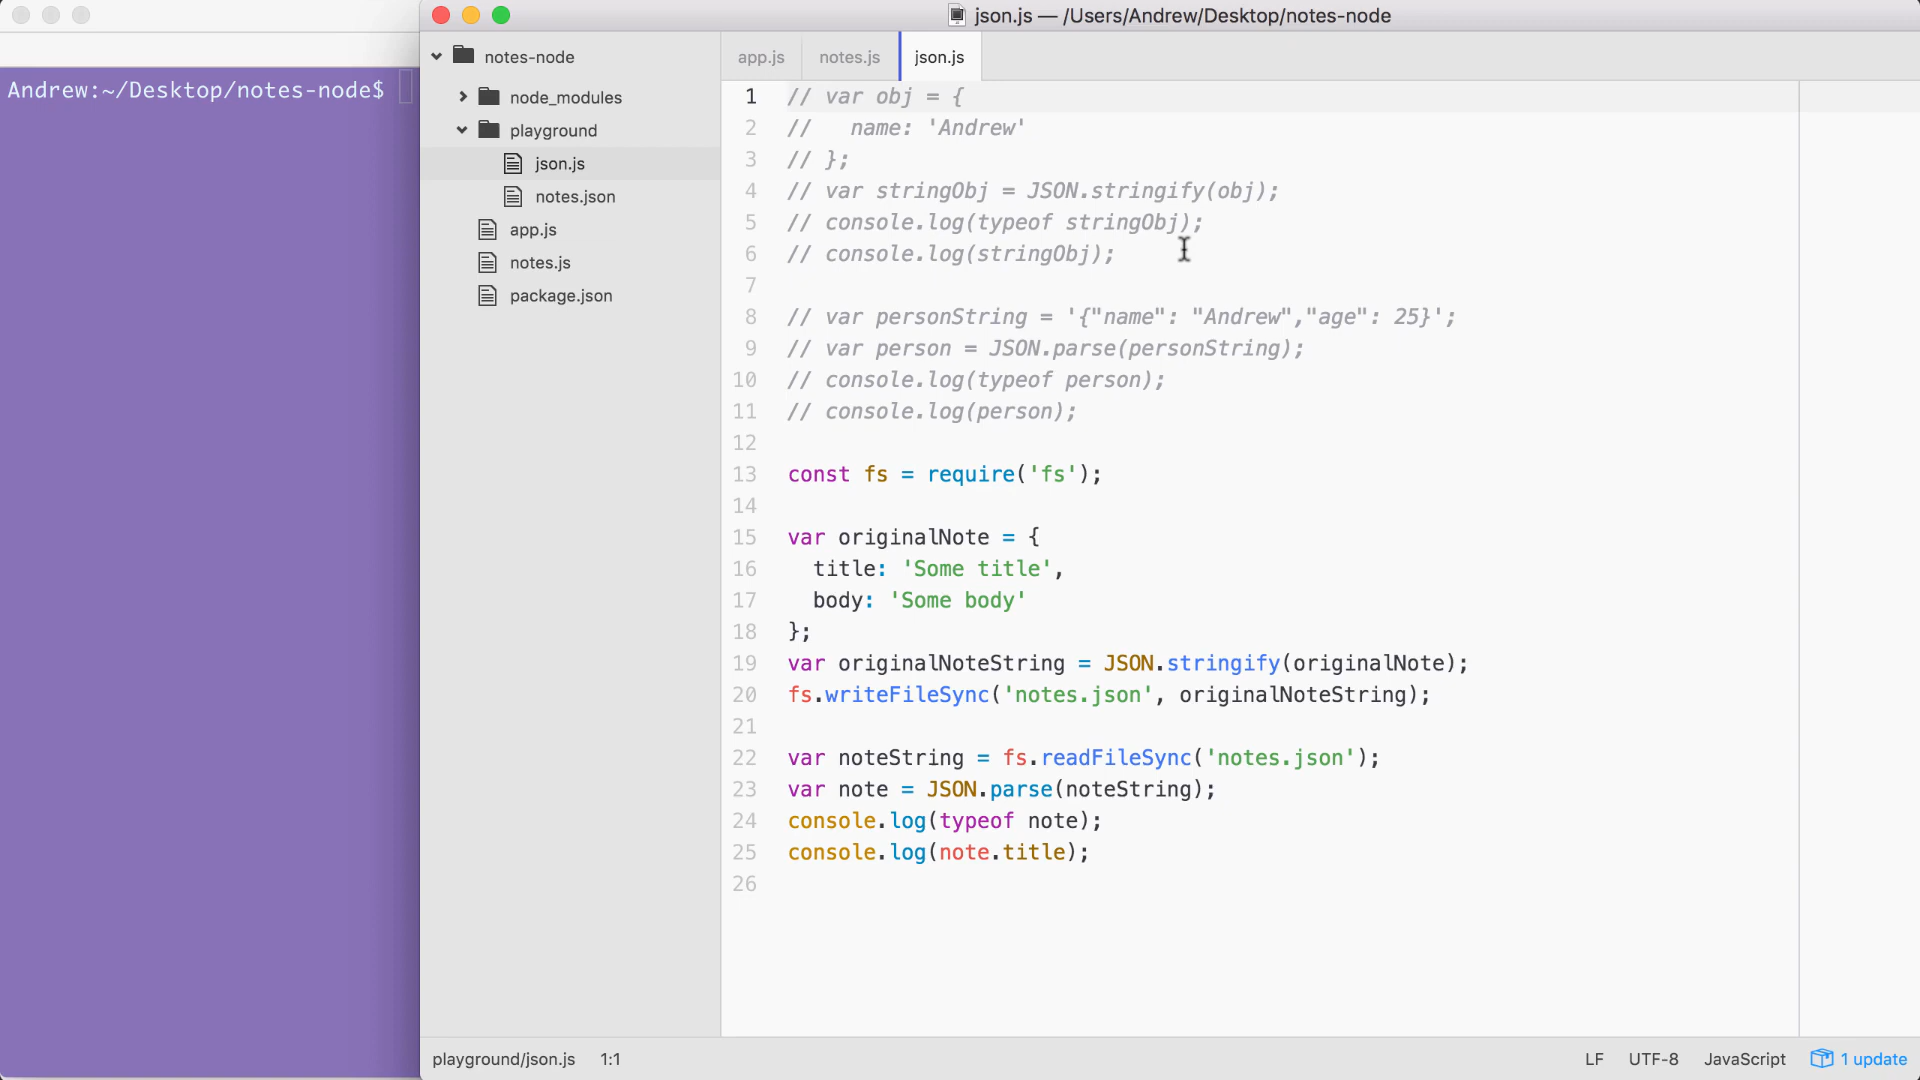 json.js — /Users/Andrew/Desktop/notes-node
Andrew:~/Desktop/notes-node$
notes-node
node_modules
playground
json.js
notes.json
app.js
notes.js
package.json
app.js notes.js json.js
1 // var obj = {
2 //   name: 'Andrew'
3 // };
4 // var stringObj = JSON.stringify(obj);
5 // console.log(typeof stringObj);
6 // console.log(stringObj);
7
8 // var personString = '{"name": "Andrew","age": 25}';
9 // var person = JSON.parse(personString);
10 // console.log(typeof person);
11 // console.log(person);
12
13 const fs = require('fs');
14
15 var originalNote = {
16   title: 'Some title',
17   body: 'Some body'
18 };
19 var originalNoteString = JSON.stringify(originalNote);
20 fs.writeFileSync('notes.json', originalNoteString);
21
22 var noteString = fs.readFileSync('notes.json');
23 var note = JSON.parse(noteString);
24 console.log(typeof note);
25 console.log(note.title);
26
playground/json.js 1:1 LF UTF-8 JavaScript 1 update